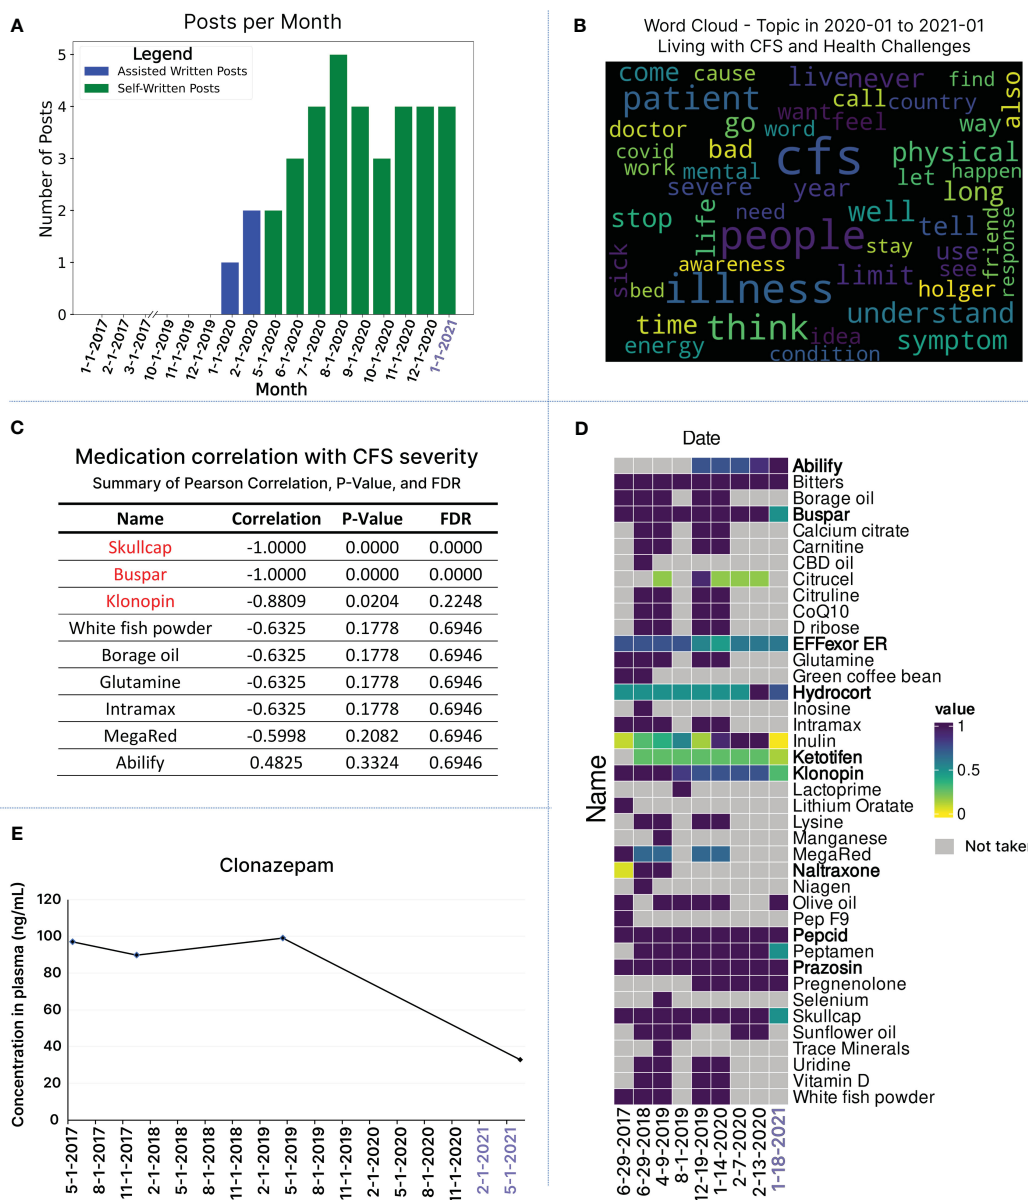 A
Posts per Month
Legend
Assisted Written Posts
Self-Written Posts
Number of Posts
5
4
3
2
1
0
1-1-2017
2-1-2017
3-1-2017
10-1-2019
11-1-2019
12-1-2019
1-1-2020
2-1-2020
5-1-2020
6-1-2020
7-1-2020
8-1-2020
9-1-2020
10-1-2020
11-1-2020
12-1-2020
1-1-2021
Month
B
Word Cloud - Topic in 2020-01 to 2021-01
Living with CFS and Health Challenges
come cause live never find
patient want call country also
doctor go word feel way
covid bad cfs physical
work mental let happen
severe year long
stop life need well tell friend response
people stay use
sick awareness limit see
bed illness holger
time think idea understand
energy condition symptom
C
Medication correlation with CFS severity
Summary of Pearson Correlation, P-Value, and FDR
Name Correlation P-Value FDR
Skullcap -1.0000 0.0000 0.0000
Buspar -1.0000 0.0000 0.0000
Klonopin -0.8809 0.0204 0.2248
White fish powder -0.6325 0.1778 0.6946
Borage oil -0.6325 0.1778 0.6946
Glutamine -0.6325 0.1778 0.6946
Intramax -0.6325 0.1778 0.6946
MegaRed -0.5998 0.2082 0.6946
Abilify 0.4825 0.3324 0.6946
D
Date
Abilify
Bitters
Borage oil
Buspar
Calcium citrate
Carnitine
CBD oil
Citrucel
Citruline
CoQ10
D ribose
EFFexor ER
Glutamine
Green coffee bean
Hydrocort
Inosine
Intramax
Inulin
Ketotifen
Klonopin
Lactoprime
Lithium Oratate
Lysine
Manganese
MegaRed
Naltraxone
Niagen
Olive oil
Pep F9
Pepcid
Peptamen
Prazosin
Pregnenolone
Selenium
Skullcap
Sunflower oil
Trace Minerals
Uridine
Vitamin D
White fish powder
Name
6-29-2017
6-29-2018
4-9-2019
8-1-2019
12-19-2019
1-14-2020
2-7-2020
2-13-2020
1-18-2021
value
1
0.5
0
Not taken
E
Clonazepam
Concentration in plasma (ng/mL)
120
100
80
60
40
20
0
5-1-2017
8-1-2017
11-1-2017
2-1-2018
5-1-2018
8-1-2018
11-1-2018
2-1-2019
5-1-2019
8-1-2019
11-1-2019
2-1-2020
5-1-2020
8-1-2020
11-1-2020
2-1-2021
5-1-2021